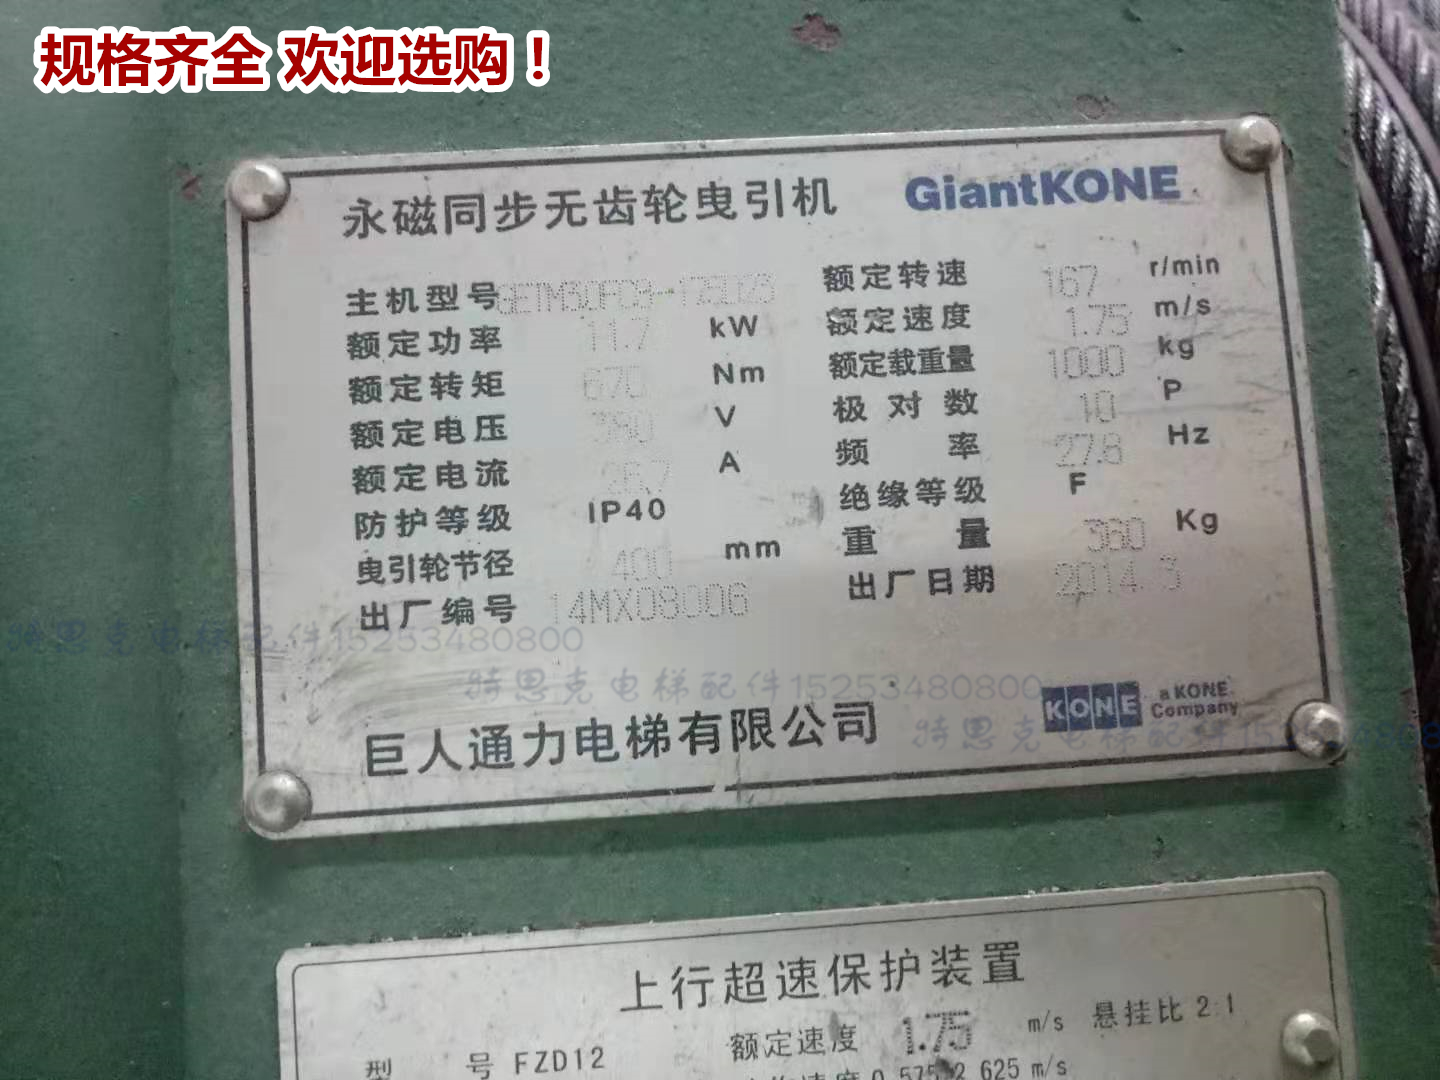 规格齐全 欢迎选购！
永磁同步无齿轮曳引机 GiantKONE
主机型号
额定转速 167 r/min
额定功率 11.7 kW
额定速度 1.75 m/s
额定转矩 670 Nm
额定载重量 1000 kg
额定电压 380 V
极对数 10 P
额定电流 26.7 A
频率 27.8 Hz
防护等级 IP40
绝缘等级 F
曳引轮节径 400 mm
重量 360 Kg
出厂编号 14MX08006
出厂日期 2014.3
特思克电梯配件15253480800
特思克电梯配件15253480800
特思克电梯配件
巨人通力电梯有限公司
KONE a KONE Company
上行超速保护装置
型号 FZD12
额定速度 1.75 m/s 悬挂比 2:1
m/s